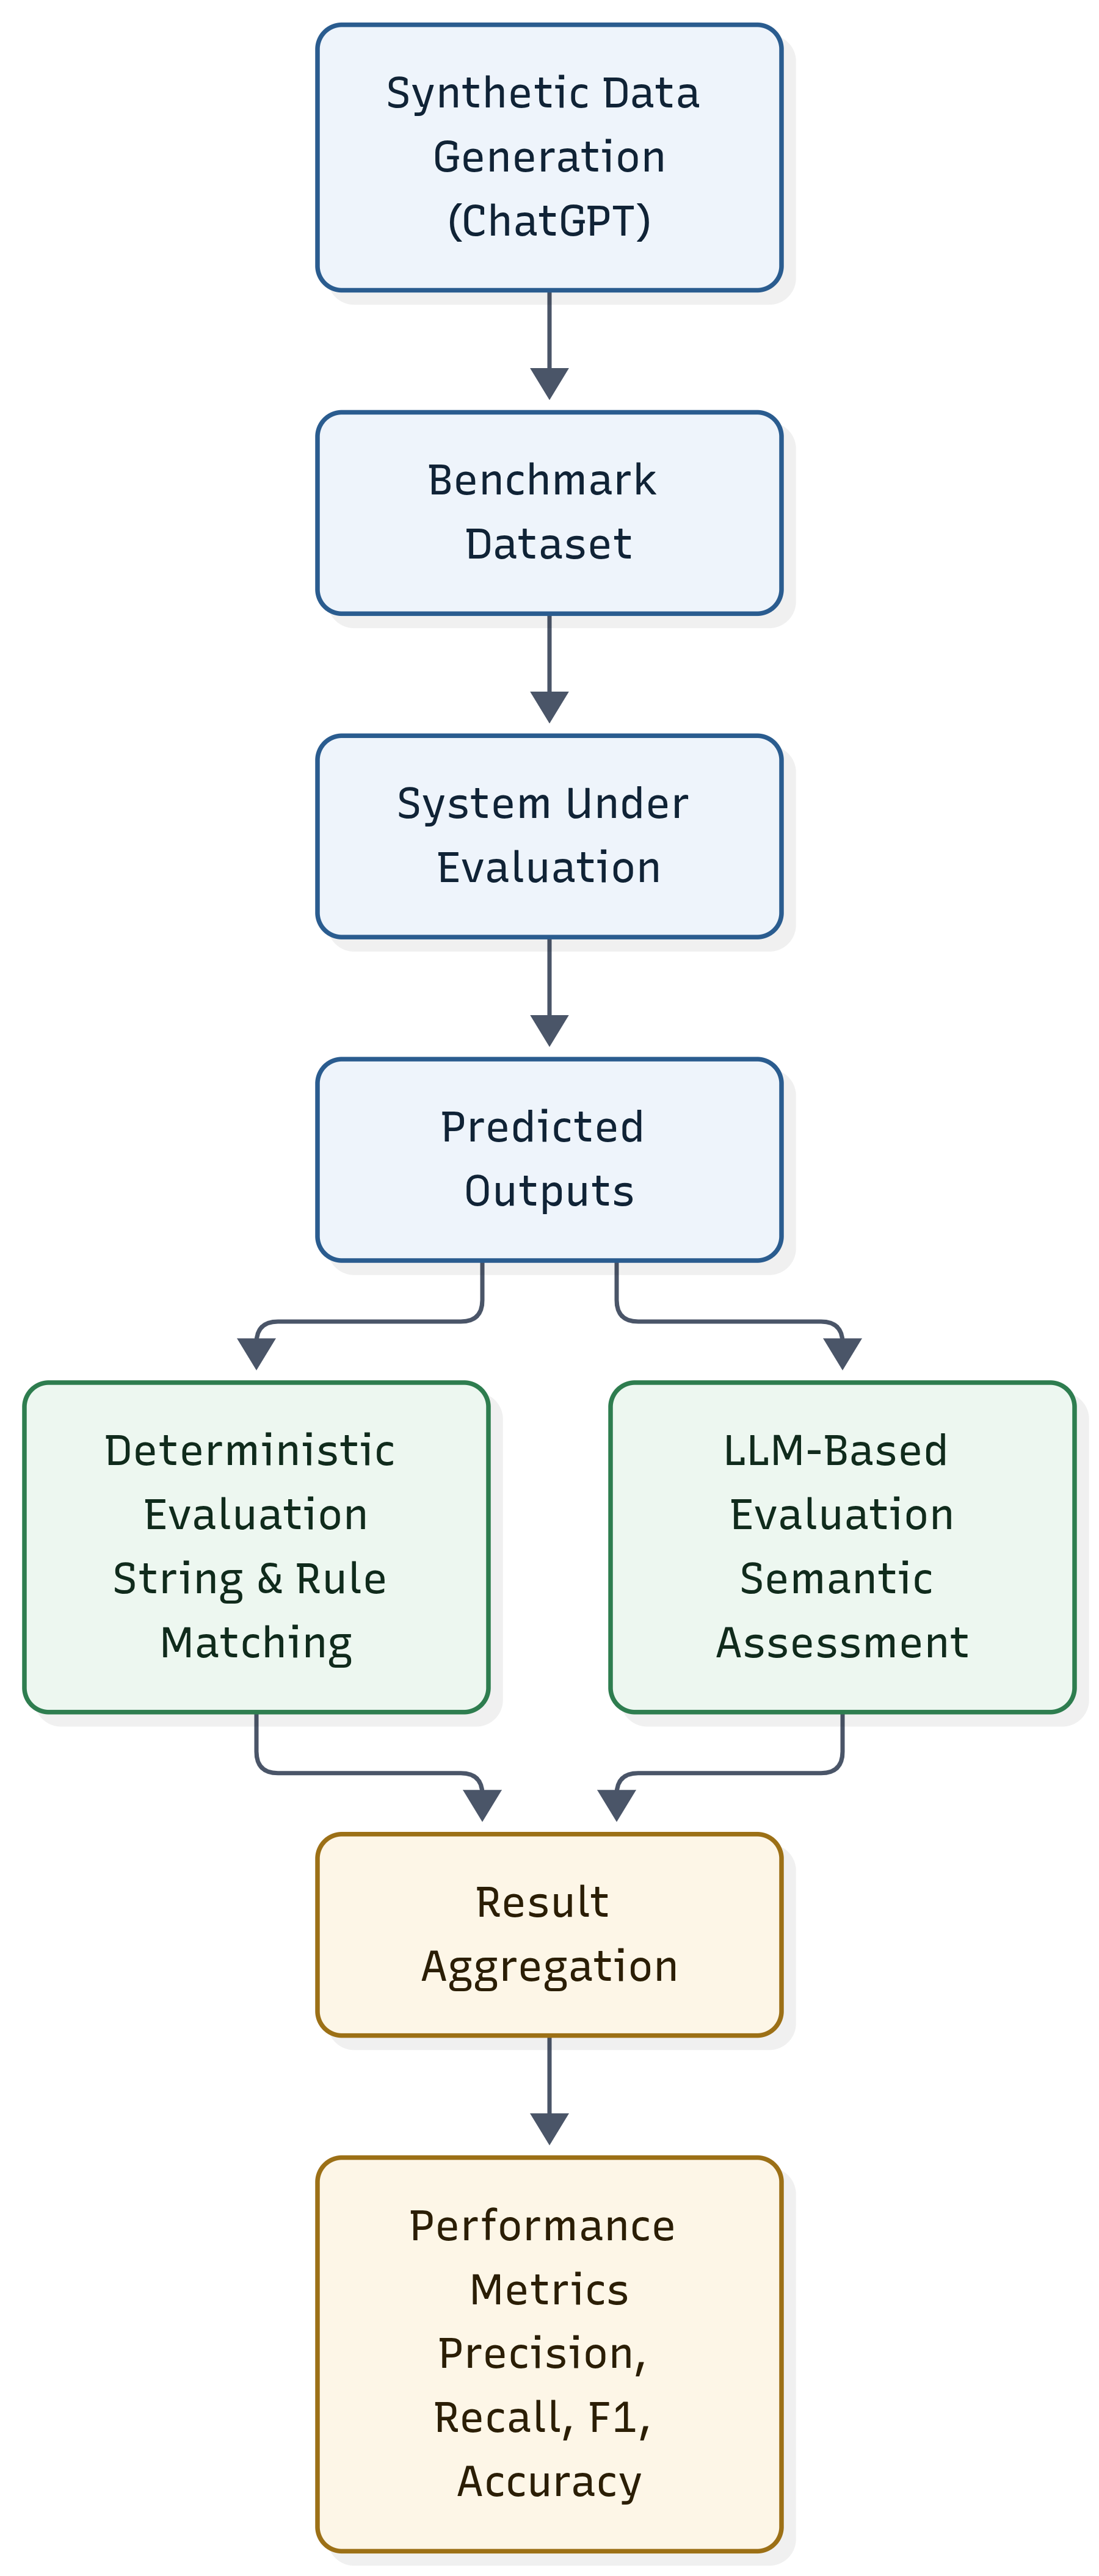 Synthetic Data
Generation
(ChatGPT)
Benchmark
Dataset
System Under
Evaluation
Predicted
Outputs
Deterministic
Evaluation
String & Rule
Matching
LLM-Based
Evaluation
Semantic
Assessment
Result
Aggregation
Performance
Metrics
Precision,
Recall, F1,
Accuracy